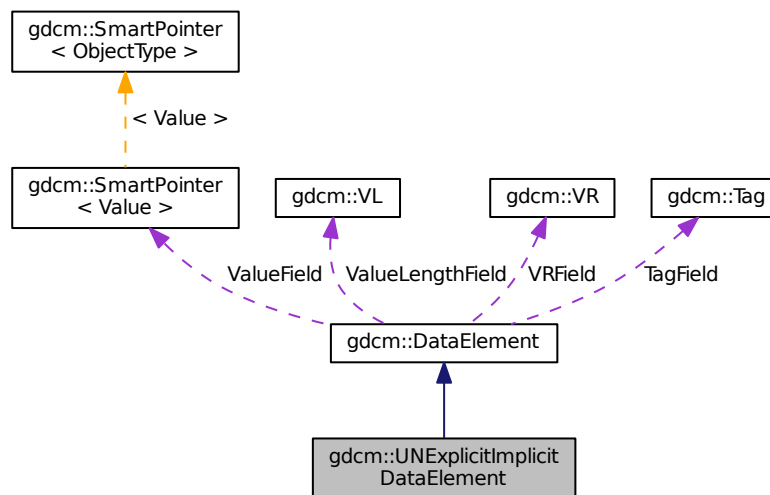 gdcm::SmartPointer
< ObjectType >
< Value >
gdcm::SmartPointer
< Value >
gdcm::VL
gdcm::VR
gdcm::Tag
ValueField
ValueLengthField
VRField
TagField
gdcm::DataElement
gdcm::UNExplicitImplicit
DataElement